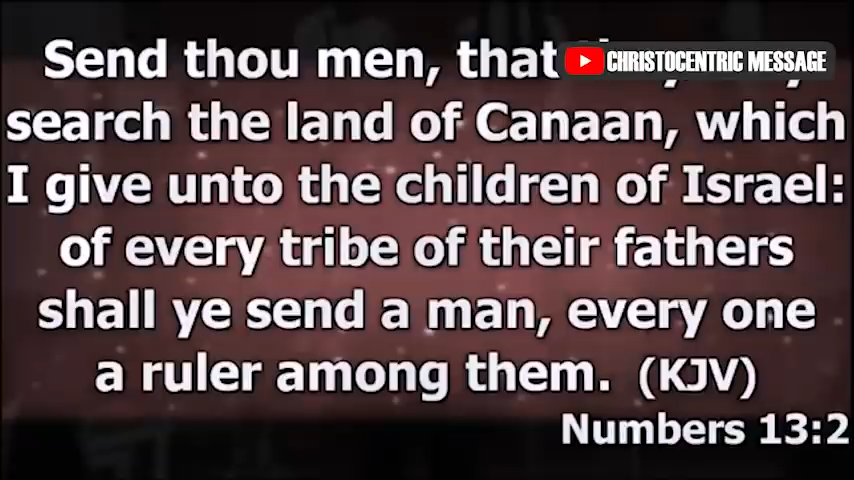 Send thou men, that
CHRISTOCENTRIC MESSAGE
search the land of Canaan, which
I give unto the children of Israel:
of every tribe of their fathers
shall ye send a man, every one
a ruler among them. (KJV)
Numbers 13:2